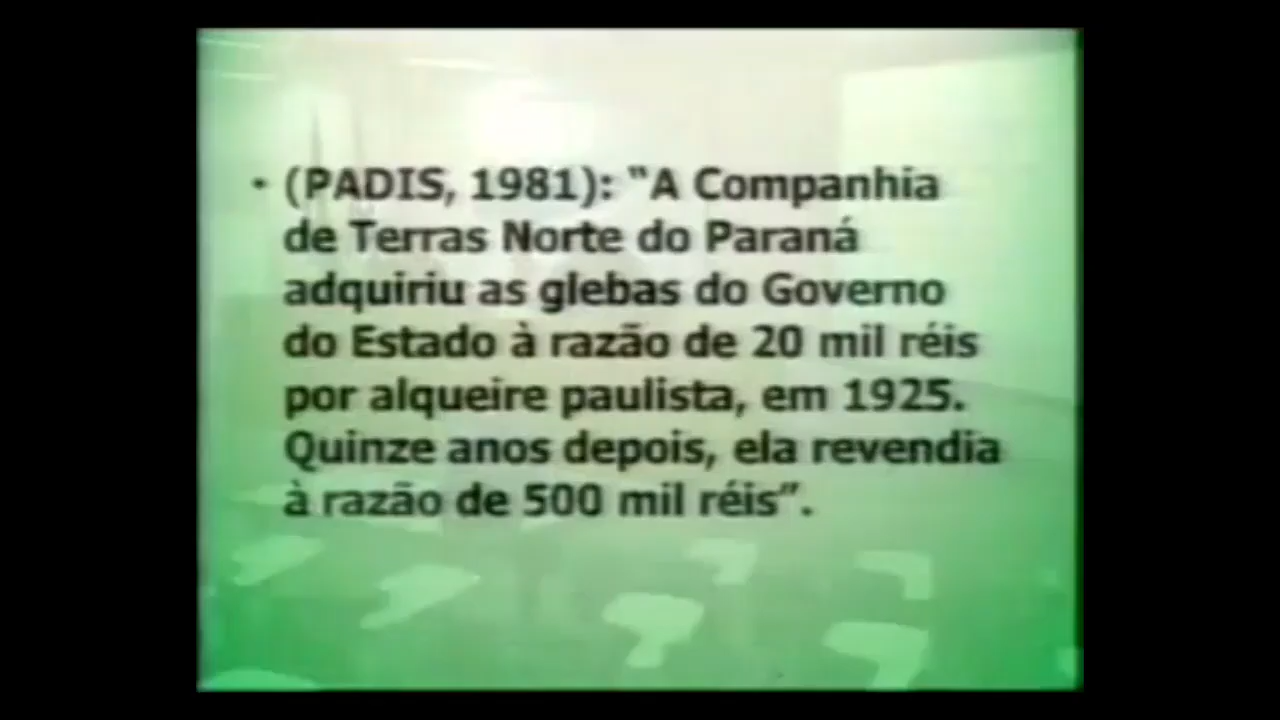 • (PADIS, 1981): "A Companhia
de Terras Norte do Paraná
adquiriu as glebas do Governo
do Estado à razão de 20 mil réis
por alqueire paulista, em 1925.
Quinze anos depois, ela revendia
à razão de 500 mil réis".